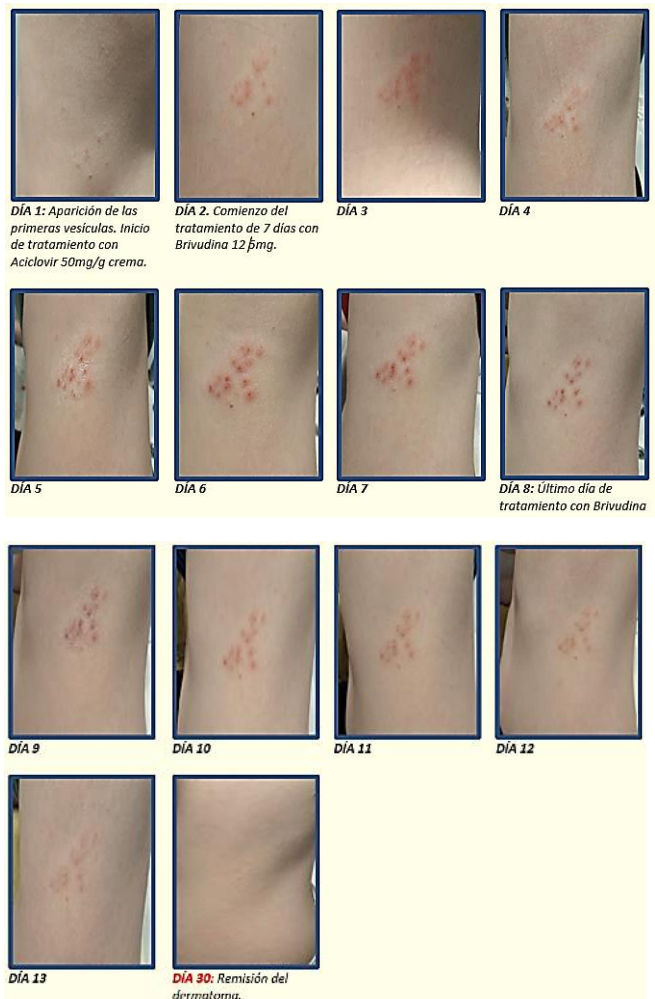 DÍA 1: Aparición de las
primeras vesículas. Inicio
de tratamiento con
Aciclovir 50mg/g crema.
DÍA 2. Comienzo del
tratamiento de 7 días con
Brivudina 125mg.
DÍA 3
DÍA 4
DÍA 5
DÍA 6
DÍA 7
DÍA 8: Último día de
tratamiento con Brivudina
DÍA 9
DÍA 10
DÍA 11
DÍA 12
DÍA 13
DÍA 30: Remisión del
dermatoma.